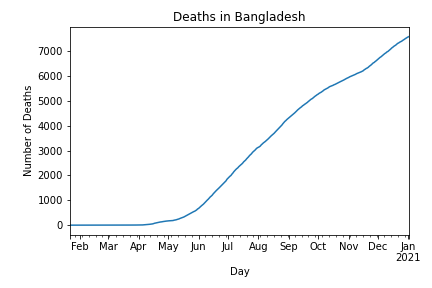 Deaths in Bangladesh
Number of Deaths
7000
6000
5000
4000
3000
2000
1000
0
Feb Mar Apr May Jun Jul Aug Sep Oct Nov Dec Jan
2021
Day